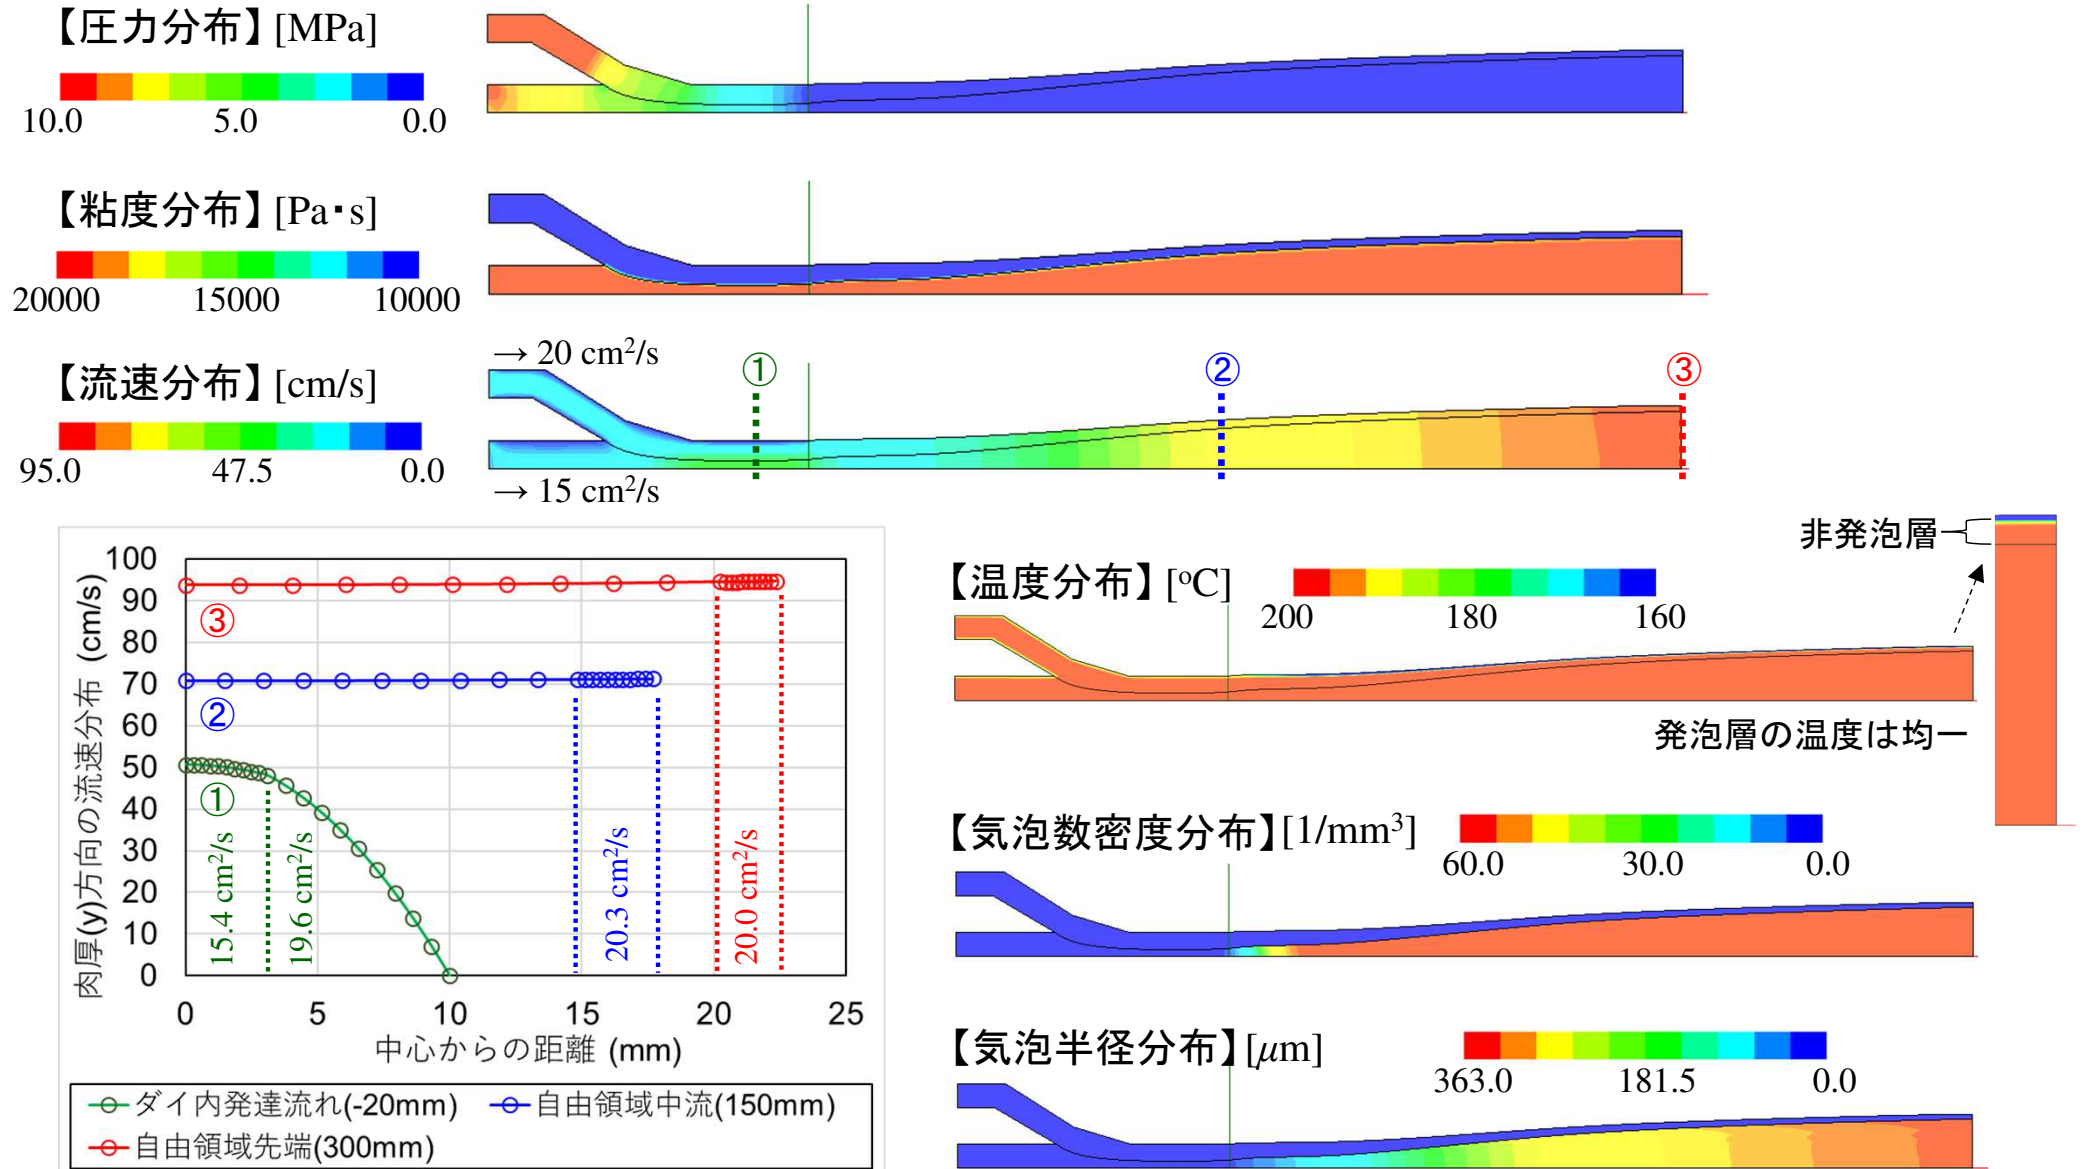 【圧力分布】[MPa]
10.0 5.0 0.0
【粘度分布】[Pa・s]
20000 15000 10000
【流速分布】[cm/s]
95.0 47.5 0.0
→ 20 cm²/s
→ 15 cm²/s
① ② ③
肉厚(y)方向の流速分布 (cm/s)
100
90
80
70
60
50
40
30
20
10
0
③
②
①
15.4 cm²/s
19.6 cm²/s
20.3 cm²/s
20.0 cm²/s
0 5 10 15 20 25
中心からの距離 (mm)
ダイ内発達流れ(-20mm) 自由領域中流(150mm)
自由領域先端(300mm)
非発泡層
【温度分布】[°C]
200 180 160
発泡層の温度は均一
【気泡数密度分布】[1/mm³]
60.0 30.0 0.0
【気泡半径分布】[μm]
363.0 181.5 0.0